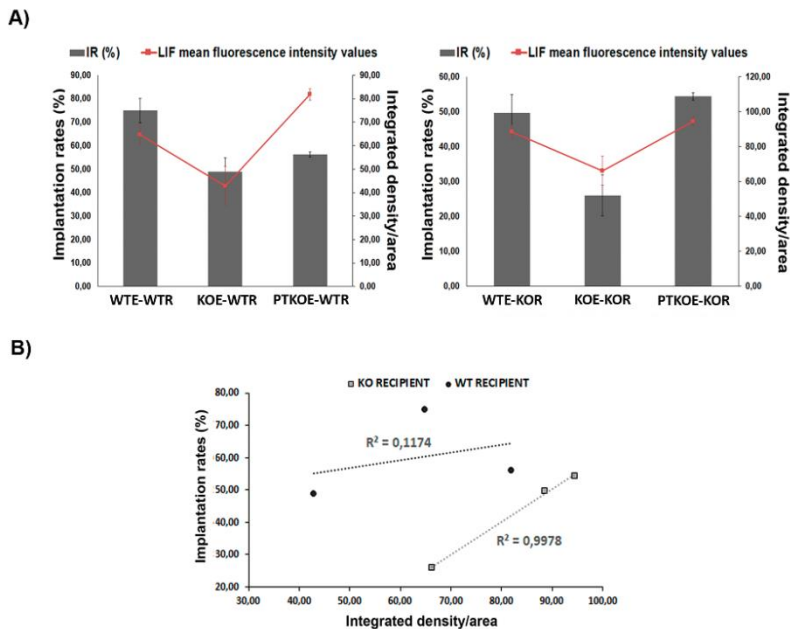 A)
IR (%) LIF mean fluorescence intensity values
90,00 90,00
80,00 80,00
70,00 70,00
60,00 60,00
50,00 50,00
40,00 40,00
30,00 30,00
20,00 20,00
10,00 10,00
0,00 0,00
Implantation rates (%)
Integrated density/area
WTE-WTR KOE-WTR PTKOE-WTR
IR (%) LIF mean fluorescence intensity values
60,00 120,00
50,00 100,00
40,00 80,00
30,00 60,00
20,00 40,00
10,00 20,00
0,00 0,00
Implantation rates (%)
Integrated density/area
WTE-KOR KOE-KOR PTKOE-KOR
B)
KO RECIPIENT WT RECIPIENT
80,00
70,00
60,00
50,00
40,00
30,00
20,00
Implantation rates (%)
R² = 0,1174
R² = 0,9978
30,00 40,00 50,00 60,00 70,00 80,00 90,00 100,00
Integrated density/area